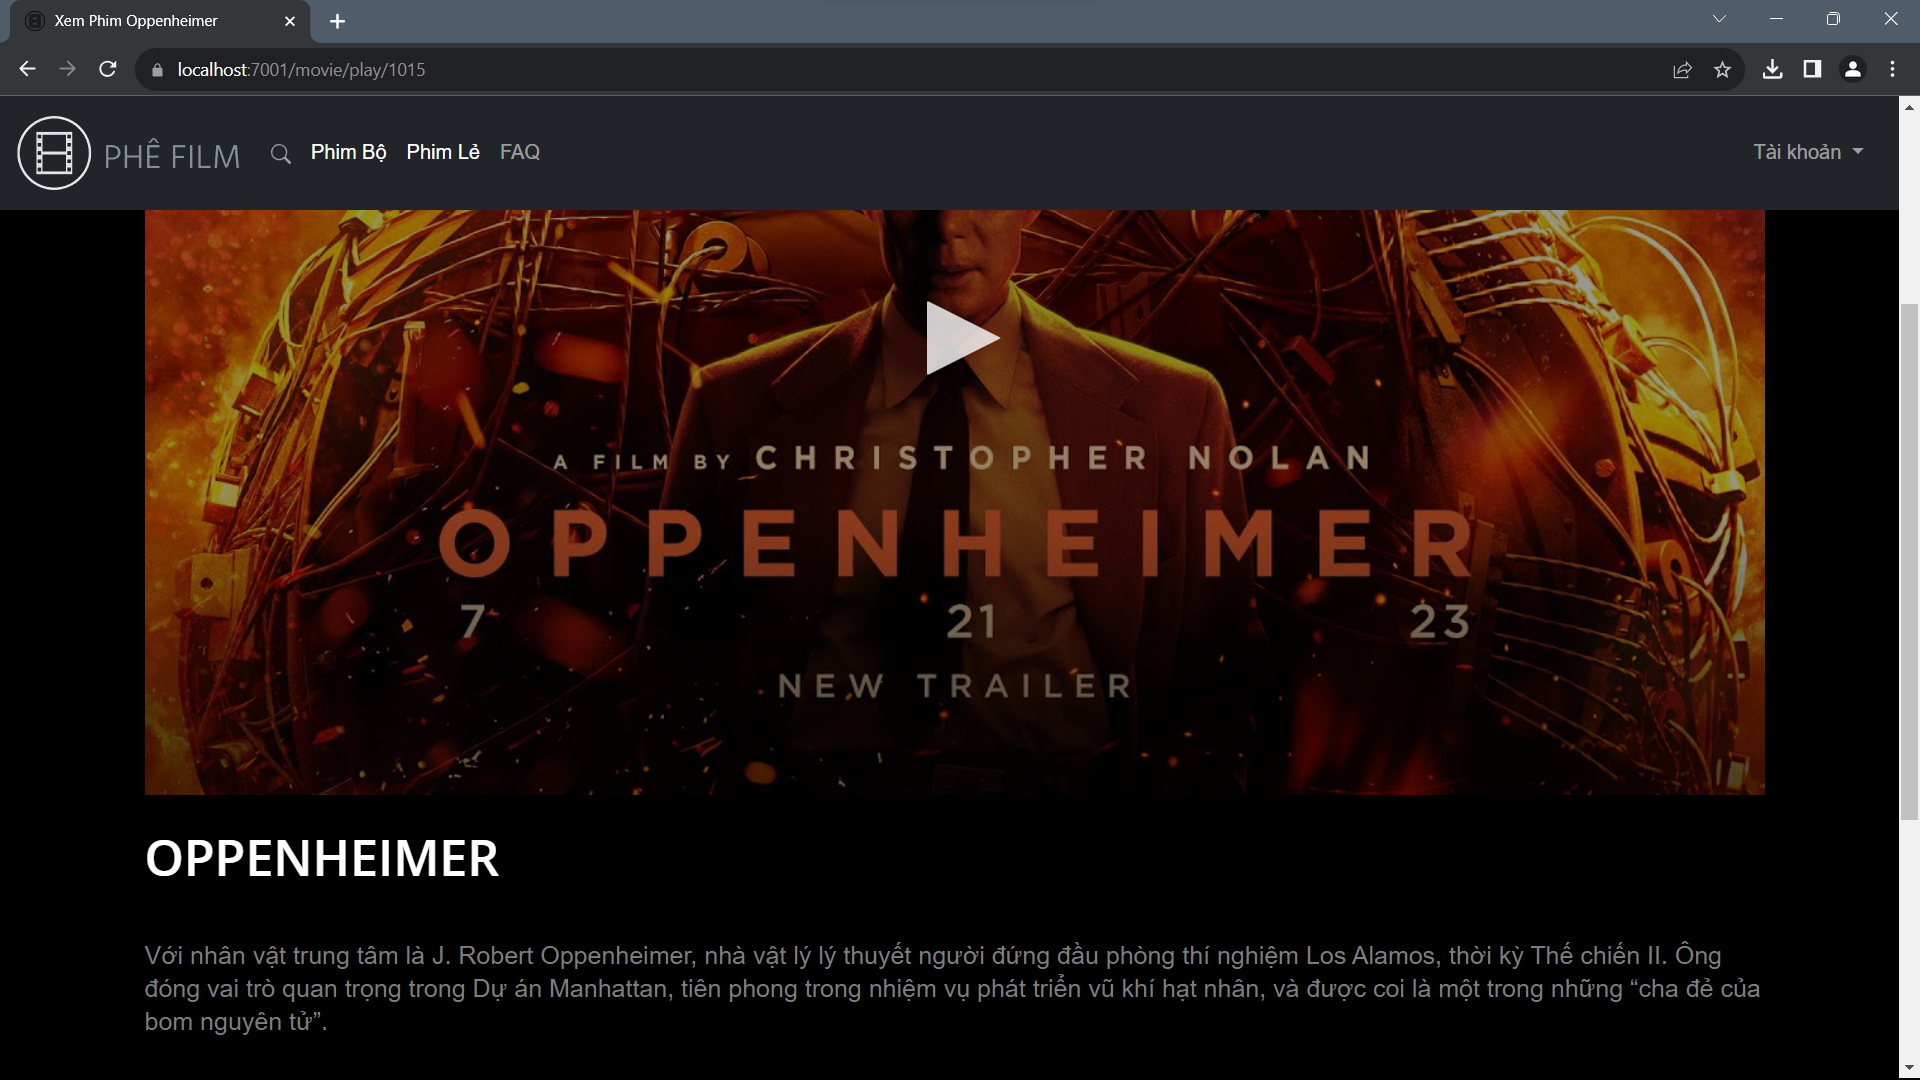 Xem Phim Oppenheimer
localhost:7001/movie/play/1015
PHÊ FILM
Phim Bộ Phim Lẻ FAQ
Tài khoản
A FILM BY CHRISTOPHER NOLAN
OPPENHEIMER
7 21 23
NEW TRAILER
OPPENHEIMER
Với nhân vật trung tâm là J. Robert Oppenheimer, nhà vật lý lý thuyết người đứng đầu phòng thí nghiệm Los Alamos, thời kỳ Thế chiến II. Ông
đóng vai trò quan trọng trong Dự án Manhattan, tiên phong trong nhiệm vụ phát triển vũ khí hạt nhân, và được coi là một trong những “cha đẻ của
bom nguyên tử”.